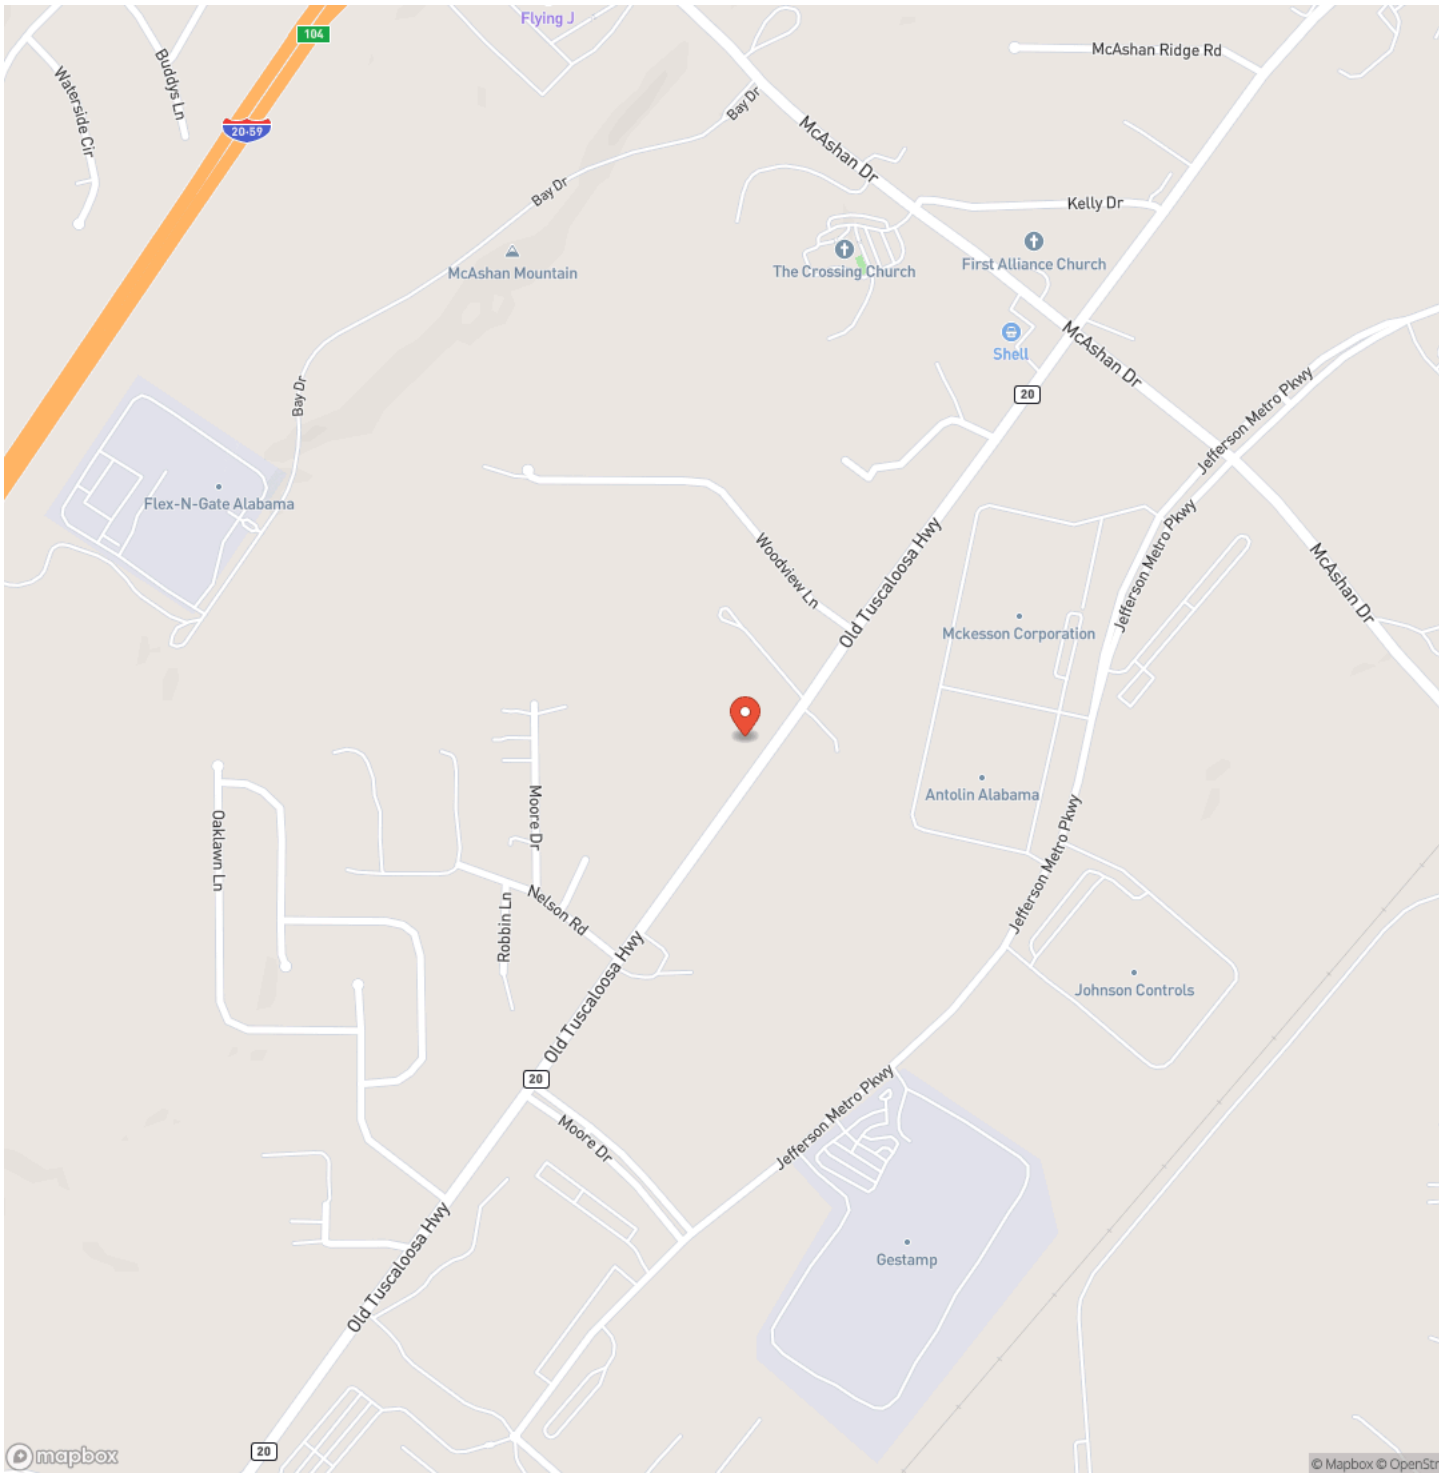 Flying J
104
McAshan Ridge Rd
Buddys Ln
Waterside Cir
20-59
Bay Dr
McAshan Dr
Bay Dr
Kelly Dr
First Alliance Church
The Crossing Church
McAshan Mountain
Shell
McAshan Dr
20
Bay Dr
Jefferson Metro Pkwy
Flex-N-Gate Alabama
Woodview Ln
Old Tuscaloosa Hwy
Jefferson Metro Pkwy
McAshan Dr
Mckesson Corporation
Antolin Alabama
Moore Dr
Oaklawn Ln
Jefferson Metro Pkwy
Nelson Rd
Robbin Ln
Old Tuscaloosa Hwy
Johnson Controls
20
Moore Dr
Jefferson Metro Pkwy
Gestamp
Old Tuscaloosa Hwy
20
mapbox
© Mapbox © OpenStr